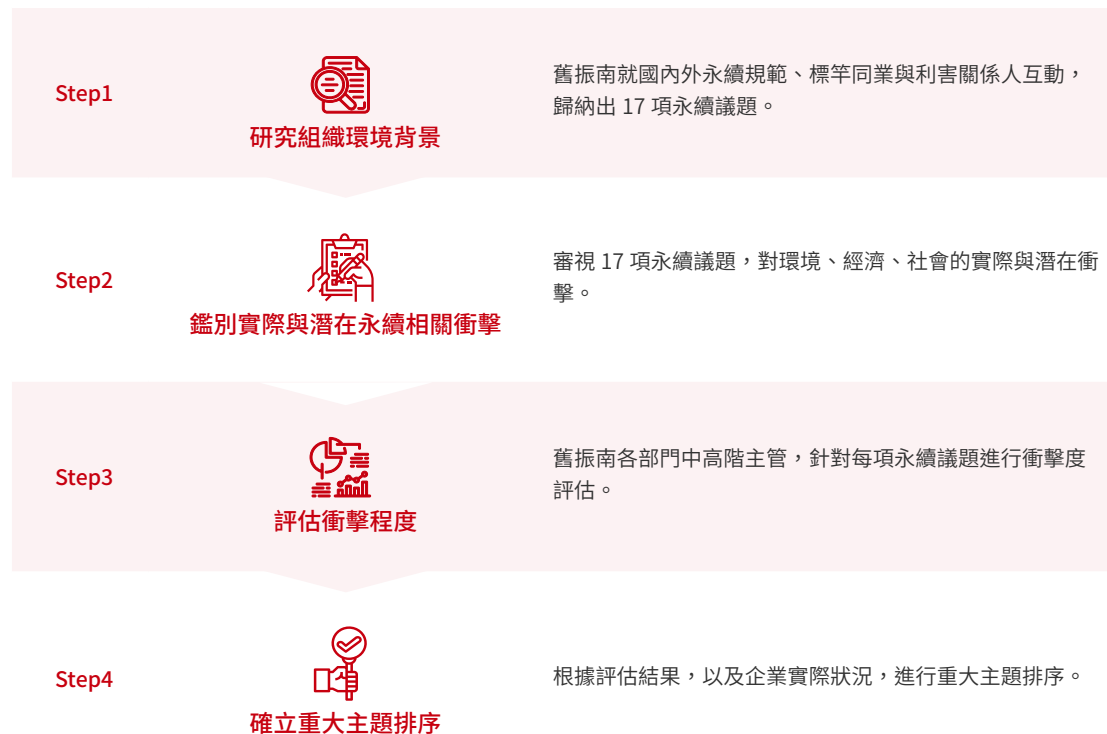 Step1
研究組織環境背景
舊振南就國內外永續規範、標竿同業與利害關係人互動，
歸納出 17 項永續議題。
Step2
鑑別實際與潛在永續相關衝擊
審視 17 項永續議題，對環境、經濟、社會的實際與潛在衝
擊。
Step3
評估衝擊程度
舊振南各部門中高階主管，針對每項永續議題進行衝擊度
評估。
Step4
確立重大主題排序
根據評估結果，以及企業實際狀況，進行重大主題排序。